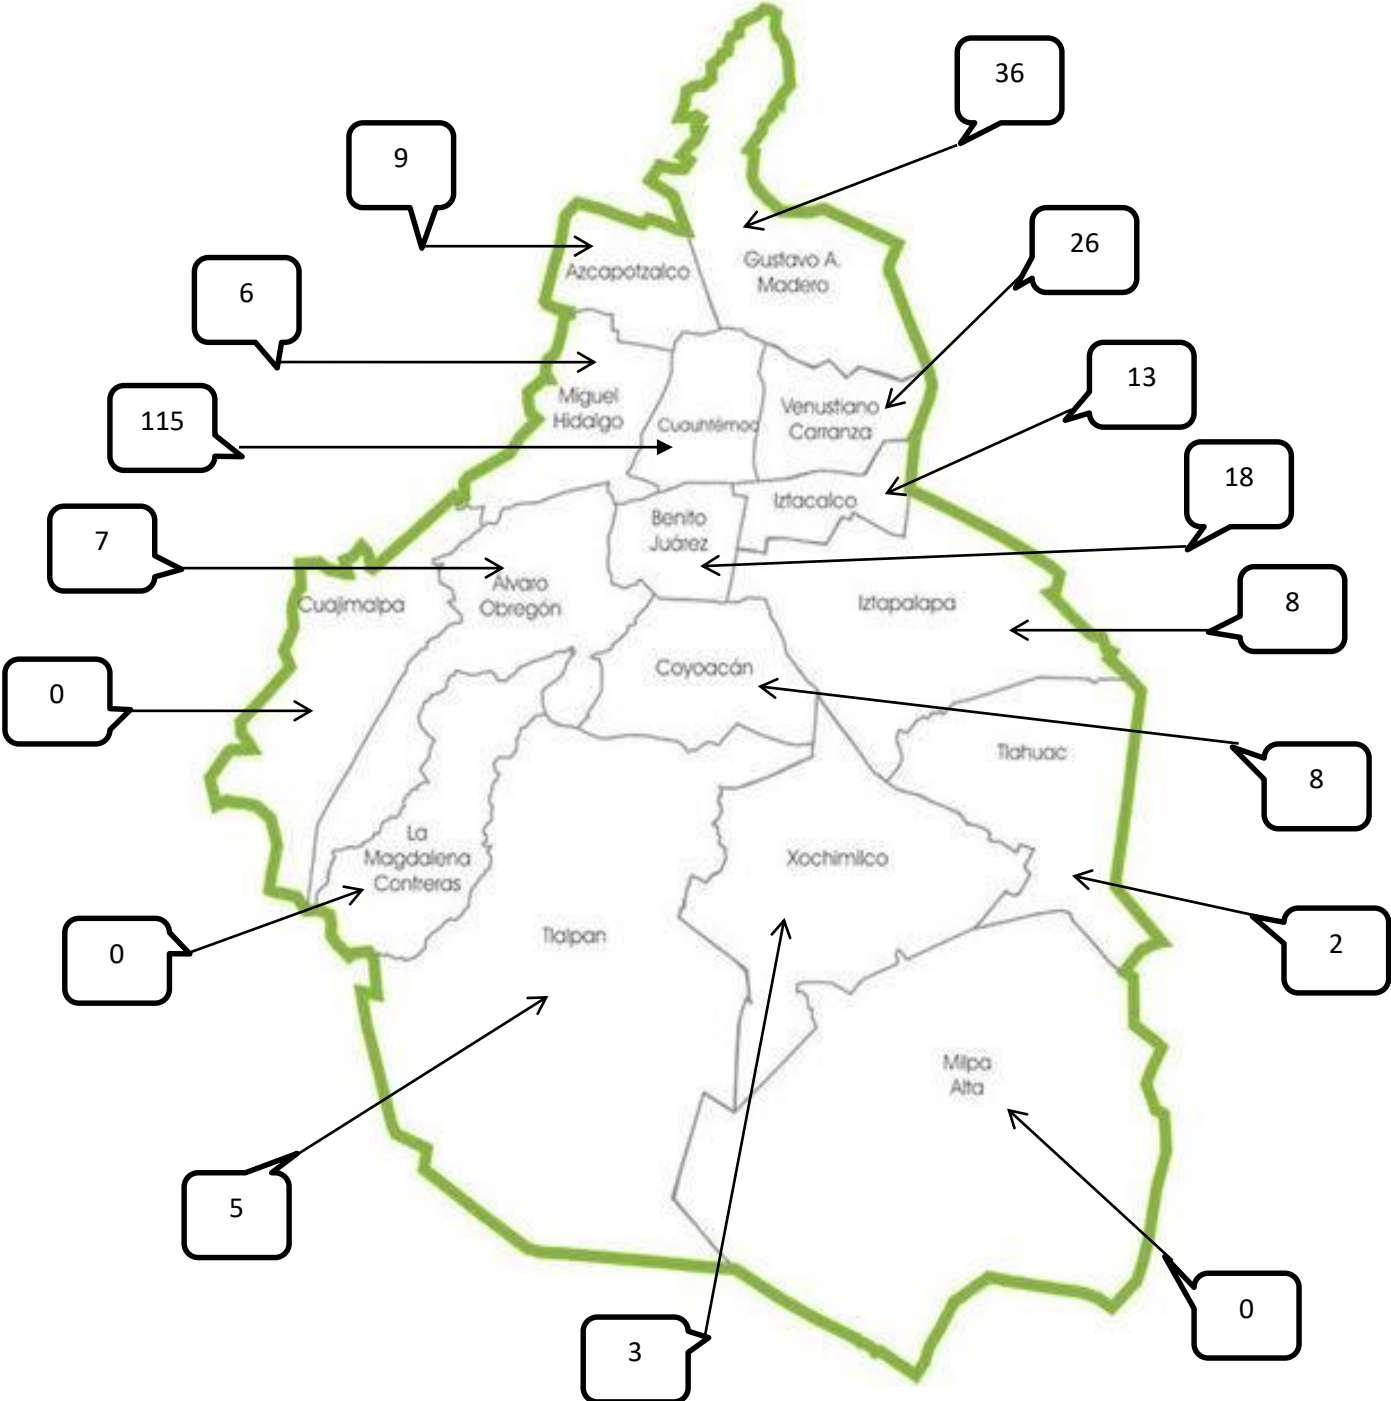 36
9
26
Gustavo A.
Madero
Azcapotzalco
6
13
Miguel
Hidalgo
115
Cuauhtémoc
Venustiano
Carranza
18
Iztacalco
Benito
Juárez
7
Alvaro
Obregón
Cuajimalpa
Iztapalapa
8
Coyoacán
0
Tlahuac
8
La
Magdalena
Contreras
Xochimilco
Tlalpan
0
2
Milpa
Alta
5
0
3